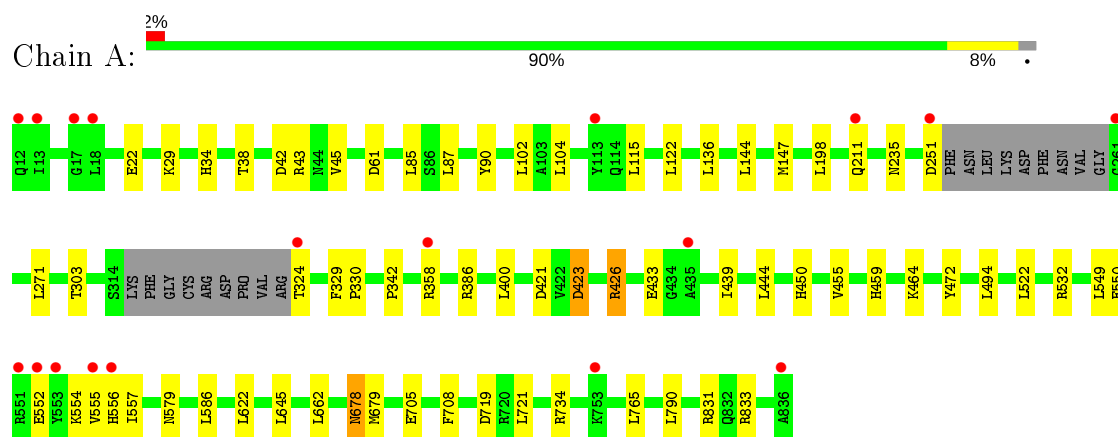 2%
Chain A:
90% 8% •
Q12 I13 G17 L18 E22 K29 H34 T38 D42 R43 N44 V45 D61 L85 S86 L87 Y90 L102 A103 L104 Y113 Q114 L115 L122 L136 L144 M147 L198 Q211 N235 D251 PHE ASN LEU LYS ASP PHE ASN VAL GLY G261
L271 T303 S314 LYS PHE GLY CYS ARG ASP PRO VAL ARG T324 F329 P330 P342 R358 R386 L400 D421 V422 D423 R426 E433 G434 A435 I439 L444 H450 V455 H459 K464 Y472 L494 L522 R532 L549 E550
R551 E552 Y553 K554 V555 H556 I557 N579 L586 L622 L645 L662 N678 M679 E705 F708 D719 R720 L721 R734 K753 L765 L790 R831 Q832 R833 A836